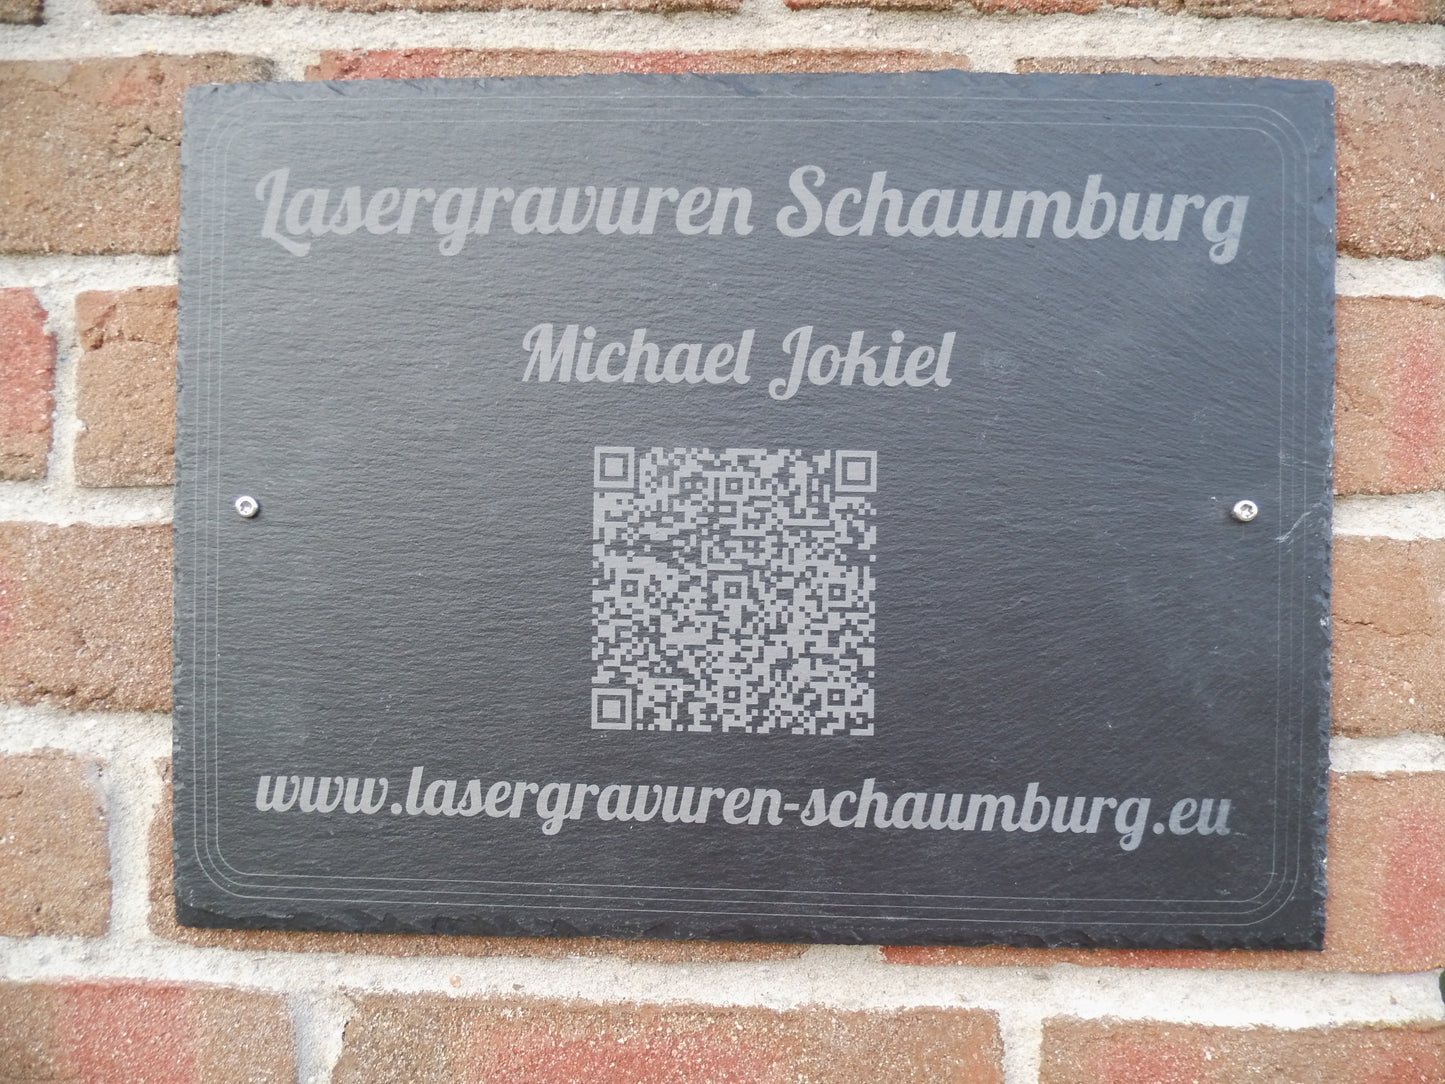 Lasergravuren Schaumburg
Michael Jokiel
www.lasergravuren-schaumburg.eu